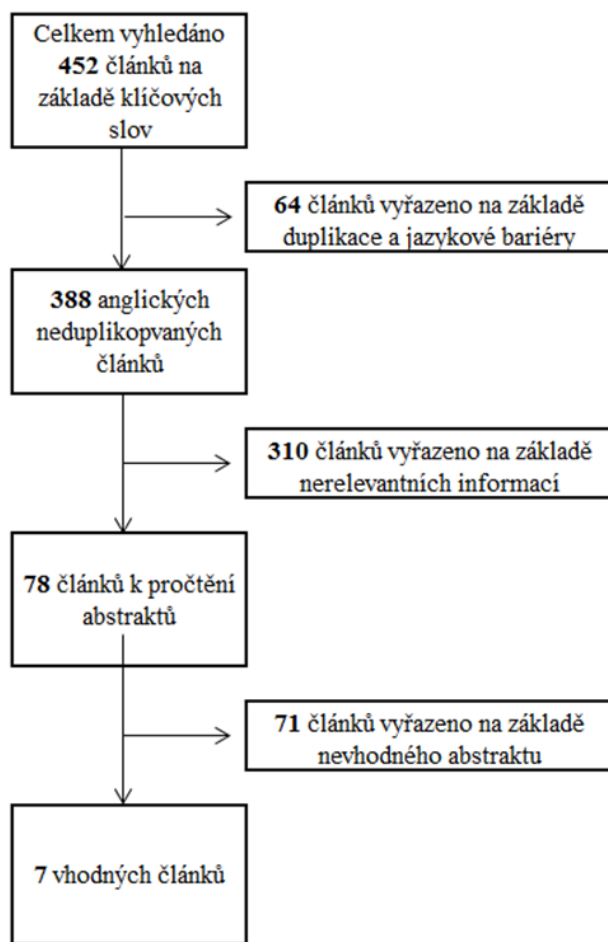 Celkem vyhledáno
452 článků na
základě klíčových
slov
64 článků vyřazeno na základě
duplikace a jazykové bariéry
388 anglických
neduplikopvaných
článků
310 článků vyřazeno na základě
nerelevantních informací
78 článků k pročtění
abstraktů
71 článků vyřazeno na základě
nevhodného abstraktu
7 vhodných článků